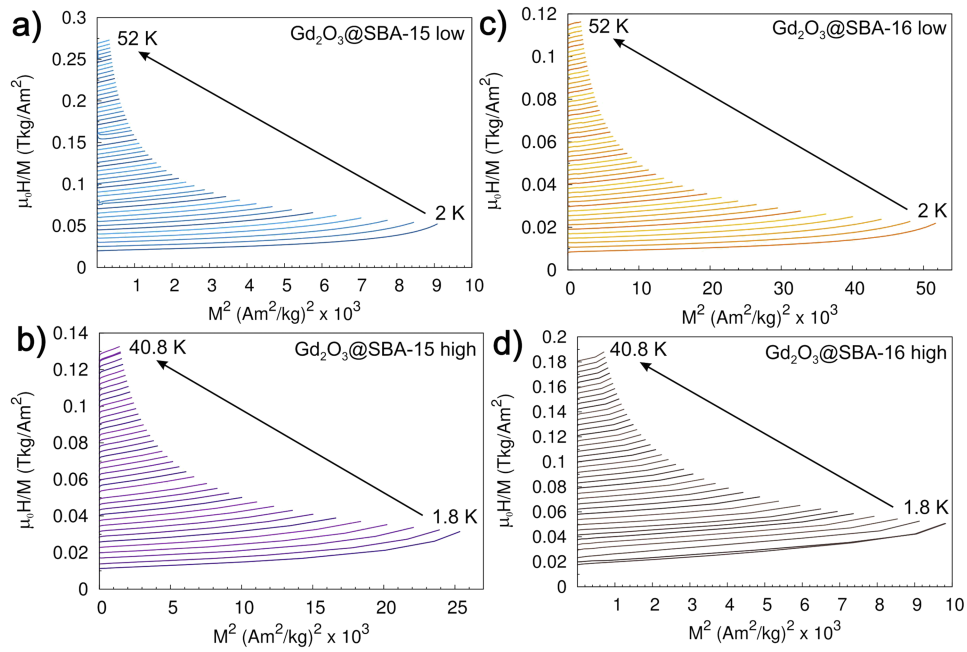 a)
Gd₂O₃@SBA-15 low
52 K
2 K
μ₀H/M (Tkg/Am²)
0.3
0.25
0.2
0.15
0.1
0.05
0
1 2 3 4 5 6 7 8 9 10
M² (Am²/kg)² x 10³
c)
Gd₂O₃@SBA-16 low
52 K
2 K
μ₀H/M (Tkg/Am²)
0.12
0.10
0.08
0.06
0.04
0.02
0
0 10 20 30 40 50
M² (Am²/kg)² x 10³
b)
Gd₂O₃@SBA-15 high
40.8 K
1.8 K
μ₀H/M (Tkg/Am²)
0.14
0.12
0.1
0.08
0.06
0.04
0.02
0
0 5 10 15 20 25
M² (Am²/kg)² x 10³
d)
Gd₂O₃@SBA-16 high
40.8 K
1.8 K
μ₀H/M (Tkg/Am²)
0.2
0.18
0.16
0.14
0.12
0.1
0.08
0.06
0.04
0.02
0
1 2 3 4 5 6 7 8 9 10
M² (Am²/kg)² x 10³